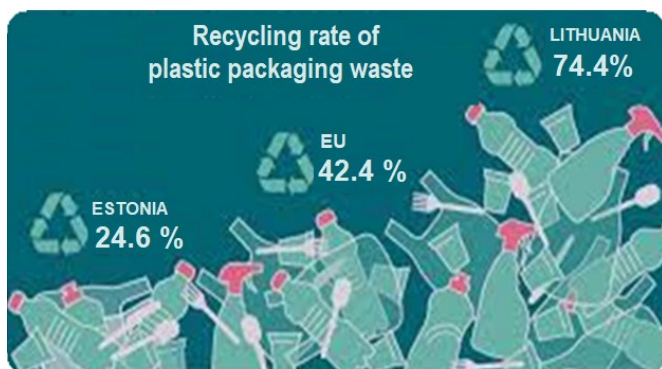 Recycling rate of
plastic packaging waste
LITHUANIA
74.4%
EU
42.4 %
ESTONIA
24.6 %